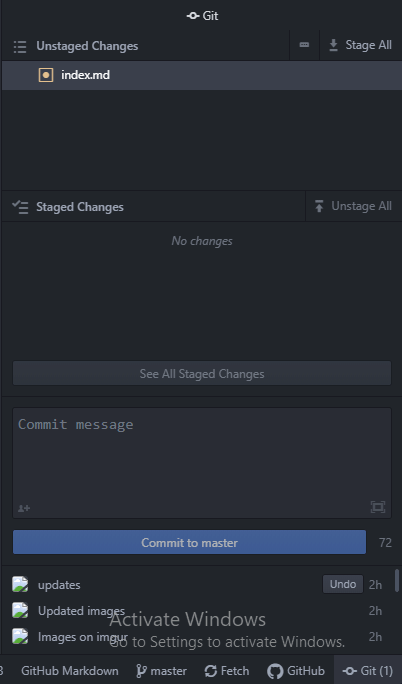 Git
Unstaged Changes ... Stage All
index.md
Staged Changes Unstage All
No changes
See All Staged Changes
Commit message
Commit to master 72
updates Undo 2h
Updated images 2h
Images on imgur 2h
Activate Windows
Go to Settings to activate Windows.
GitHub Markdown master Fetch GitHub Git (1)